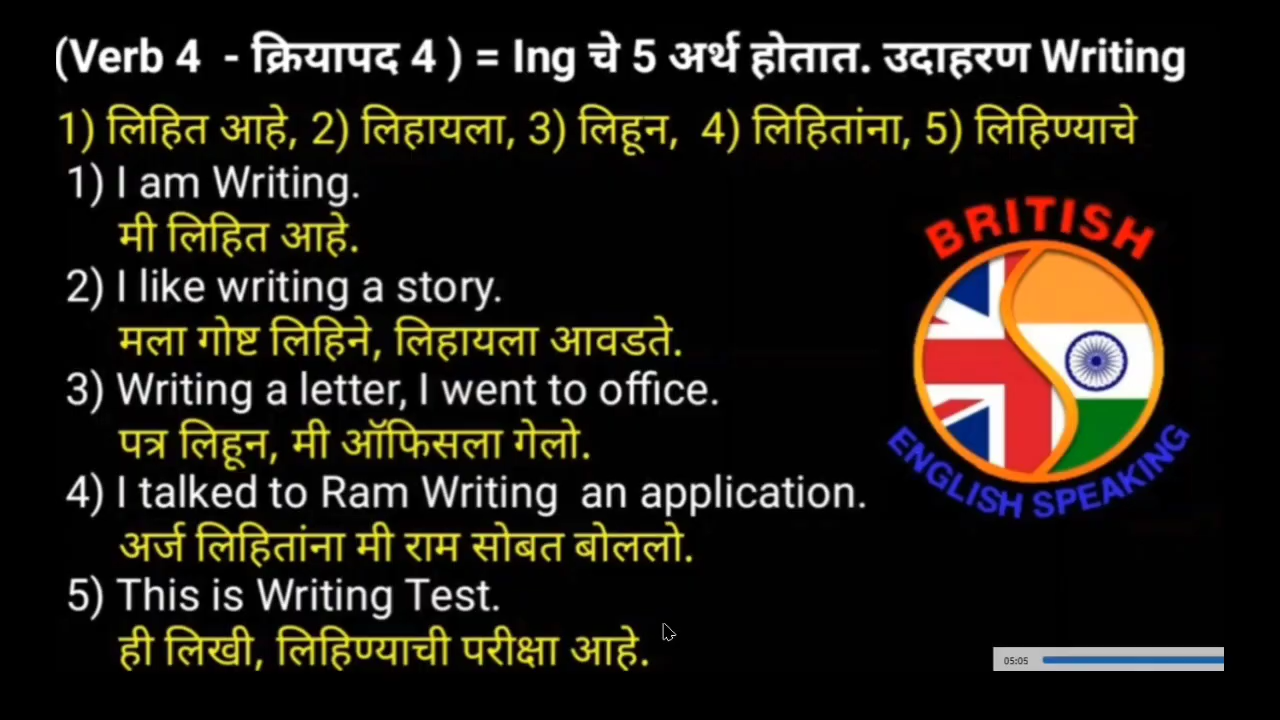 (Verb 4 - क्रियापद 4 ) = Ing चे 5 अर्थ होतात. उदाहरण Writing
1) लिहित आहे, 2) लिहायला, 3) लिहून, 4) लिहितांना, 5) लिहिण्याचे
1) I am Writing.
मी लिहित आहे.
2) I like writing a story.
मला गोष्ट लिहिने, लिहायला आवडते.
3) Writing a letter, I went to office.
पत्र लिहून, मी ऑफिसला गेलो.
4) I talked to Ram Writing an application.
अर्ज लिहितांना मी राम सोबत बोललो.
5) This is Writing Test.
ही लिखी, लिहिण्याची परीक्षा आहे.
BRITISH
ENGLISH SPEAKING
05:05